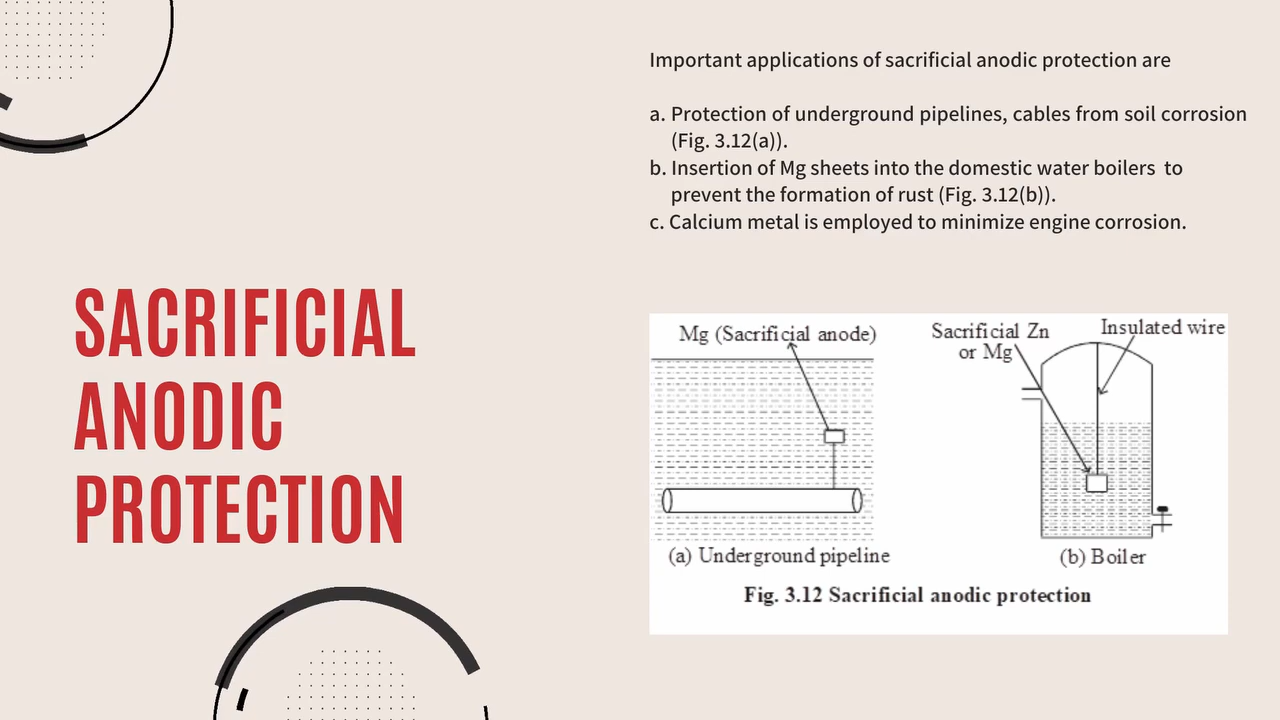 SACRIFICIAL
ANODIC
PROTECTION
Important applications of sacrificial anodic protection are
a. Protection of underground pipelines, cables from soil corrosion
(Fig. 3.12(a)).
b. Insertion of Mg sheets into the domestic water boilers to
prevent the formation of rust (Fig. 3.12(b)).
c. Calcium metal is employed to minimize engine corrosion.
Mg (Sacrificial anode)
Sacrificial Zn
or Mg
Insulated wire
(a) Underground pipeline
(b) Boiler
Fig. 3.12 Sacrificial anodic protection